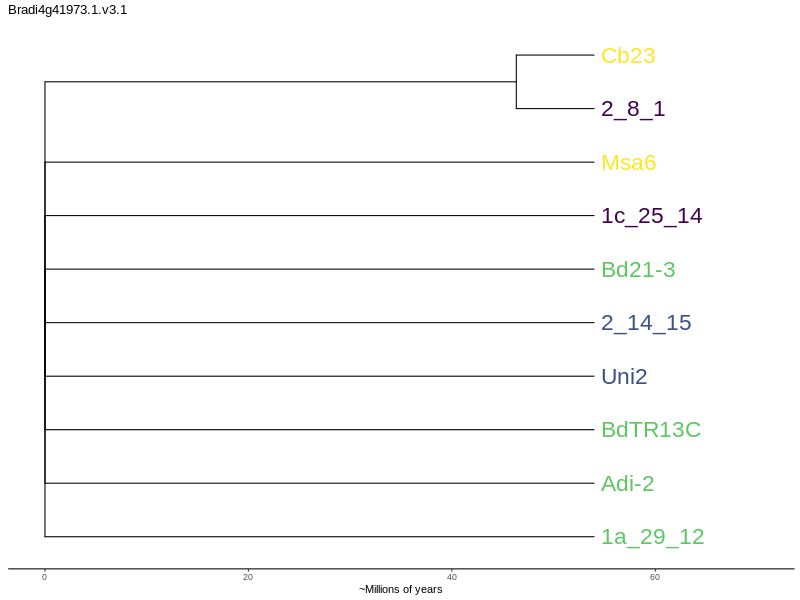 Bradi4g41973.1.v3.1
Cb23
2_8_1
Msa6
1c_25_14
Bd21-3
2_14_15
Uni2
BdTR13C
Adi-2
1a_29_12
0 20 40 60
~Millions of years